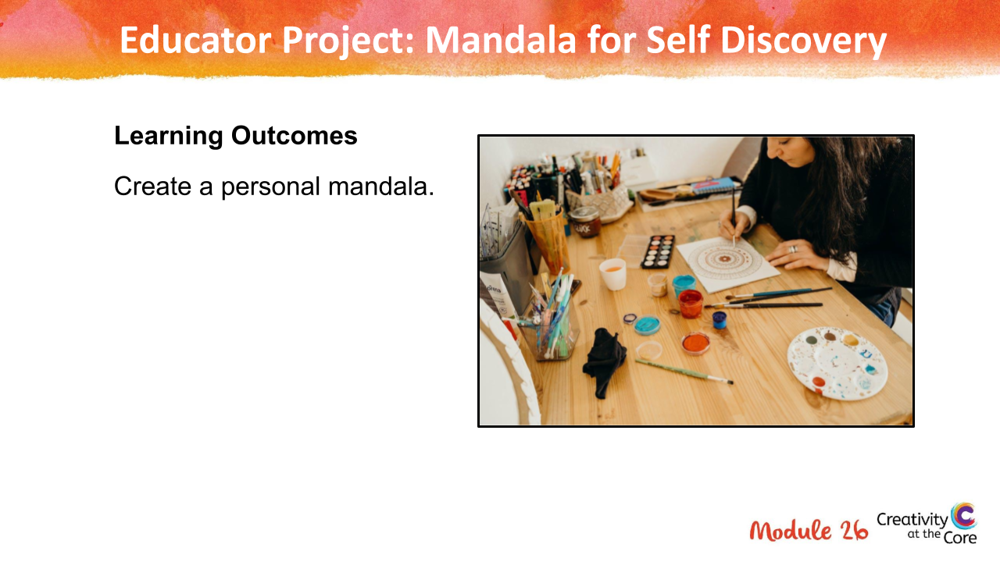 Educator Project: Mandala for Self Discovery
Learning Outcomes
Create a personal mandala.
Module 26
Creativity
at the Core